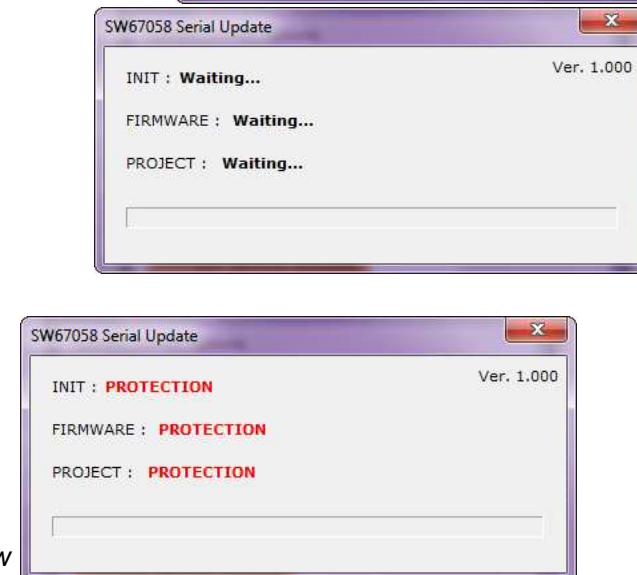 SW67058 Serial Update
Ver. 1.000
INIT : Waiting...
FIRMWARE : Waiting...
PROJECT : Waiting...
SW67058 Serial Update
Ver. 1.000
INIT : PROTECTION
FIRMWARE : PROTECTION
PROJECT : PROTECTION